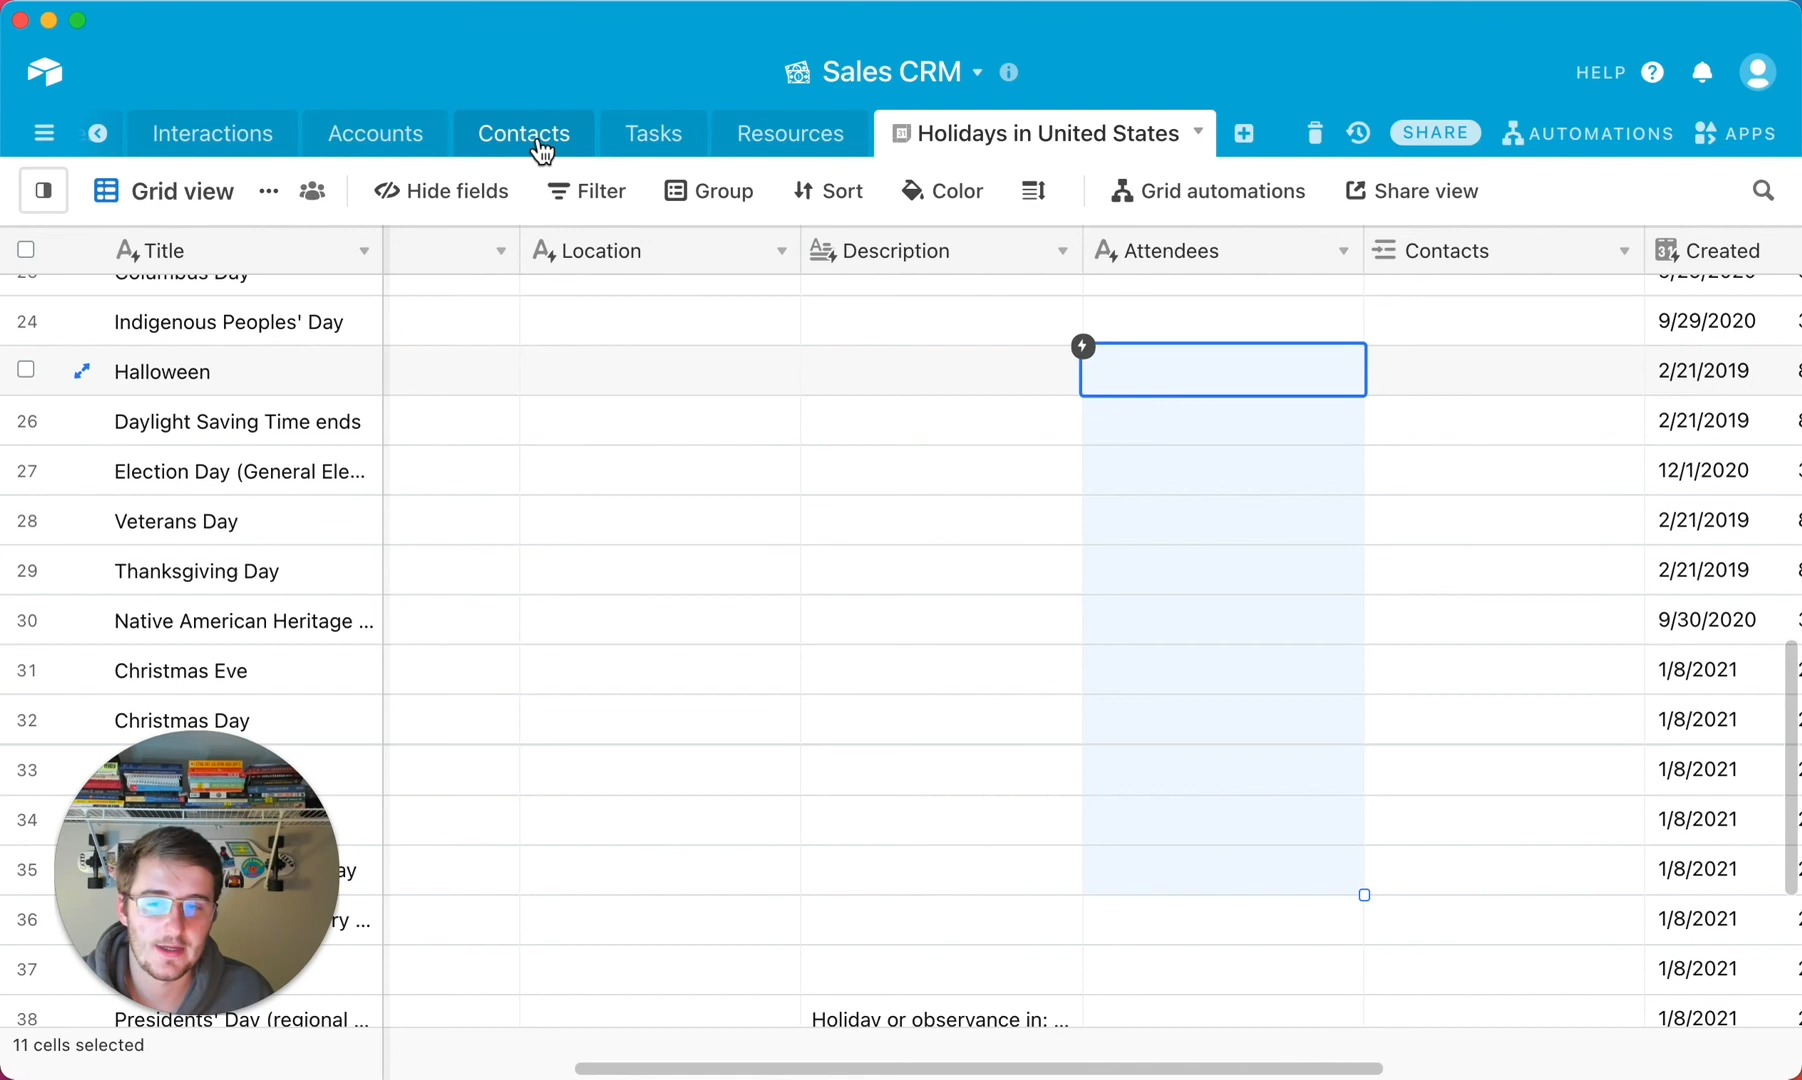 Sales CRM
HELP ?
Interactions Accounts Contacts Tasks Resources 31 Holidays in United States SHARE AUTOMATIONS APPS
Grid view ... Hide fields Filter Group Sort Color Grid automations Share view
Title Location Description Attendees Contacts Created
Columbus Day
24 Indigenous Peoples' Day 9/29/2020
Halloween 2/21/2019
26 Daylight Saving Time ends 2/21/2019
27 Election Day (General Ele... 12/1/2020
28 Veterans Day 2/21/2019
29 Thanksgiving Day 2/21/2019
30 Native American Heritage ... 9/30/2020
31 Christmas Eve 1/8/2021
32 Christmas Day 1/8/2021
33 1/8/2021
34 1/8/2021
35 ay 1/8/2021
36 ry ... 1/8/2021
37 1/8/2021
38 Presidents' Day (regional ... Holiday or observance in: ... 1/8/2021
11 cells selected